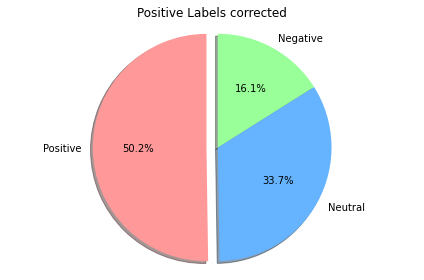 Positive Labels corrected
Negative
16.1%
Positive
50.2%
33.7%
Neutral